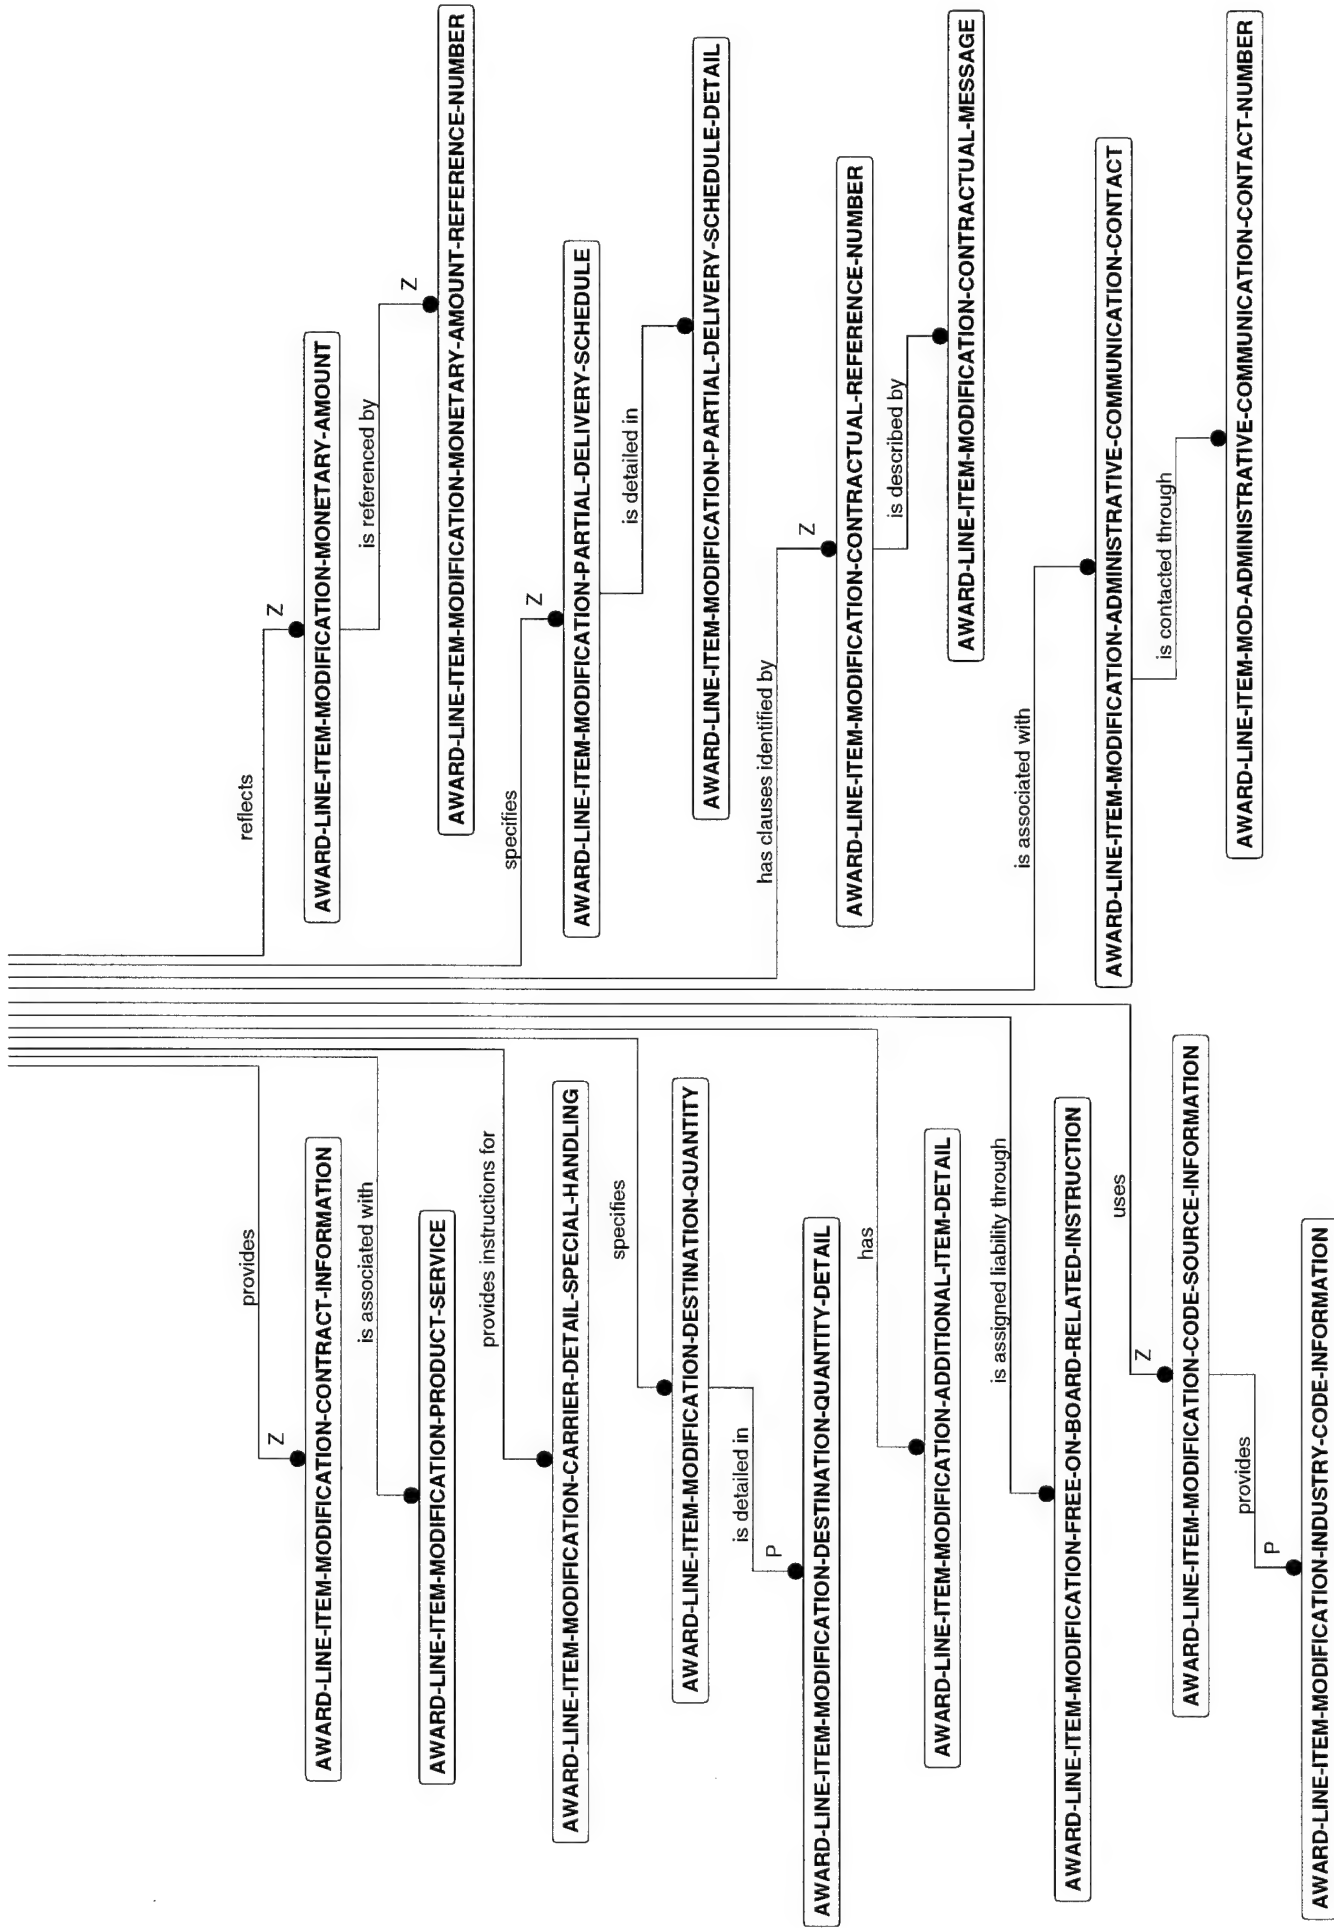 provides
Z
AWARD-LINE-ITEM-MODIFICATION-CONTRACT-INFORMATION
is associated with
AWARD-LINE-ITEM-MODIFICATION-PRODUCT-SERVICE
provides instructions for
AWARD-LINE-ITEM-MODIFICATION-CARRIER-DETAIL-SPECIAL-HANDLING
specifies
AWARD-LINE-ITEM-MODIFICATION-DESTINATION-QUANTITY
is detailed in
P
AWARD-LINE-ITEM-MODIFICATION-DESTINATION-QUANTITY-DETAIL
has
AWARD-LINE-ITEM-MODIFICATION-ADDITIONAL-ITEM-DETAIL
is assigned liability through
AWARD-LINE-ITEM-MODIFICATION-FREE-ON-BOARD-RELATED-INSTRUCTION
uses
Z
AWARD-LINE-ITEM-MODIFICATION-CODE-SOURCE-INFORMATION
provides
P
AWARD-LINE-ITEM-MODIFICATION-INDUSTRY-CODE-INFORMATION
reflects
Z
AWARD-LINE-ITEM-MODIFICATION-MONETARY-AMOUNT
is referenced by
Z
AWARD-LINE-ITEM-MODIFICATION-MONETARY-AMOUNT-REFERENCE-NUMBER
specifies
Z
AWARD-LINE-ITEM-MODIFICATION-PARTIAL-DELIVERY-SCHEDULE
is detailed in
AWARD-LINE-ITEM-MODIFICATION-PARTIAL-DELIVERY-SCHEDULE-DETAIL
has clauses identified by
Z
AWARD-LINE-ITEM-MODIFICATION-CONTRACTUAL-REFERENCE-NUMBER
is described by
AWARD-LINE-ITEM-MODIFICATION-CONTRACTUAL-MESSAGE
is associated with
AWARD-LINE-ITEM-MODIFICATION-ADMINISTRATIVE-COMMUNICATION-CONTACT
is contacted through
AWARD-LINE-ITEM-MOD-ADMINISTRATIVE-COMMUNICATION-CONTACT-NUMBER